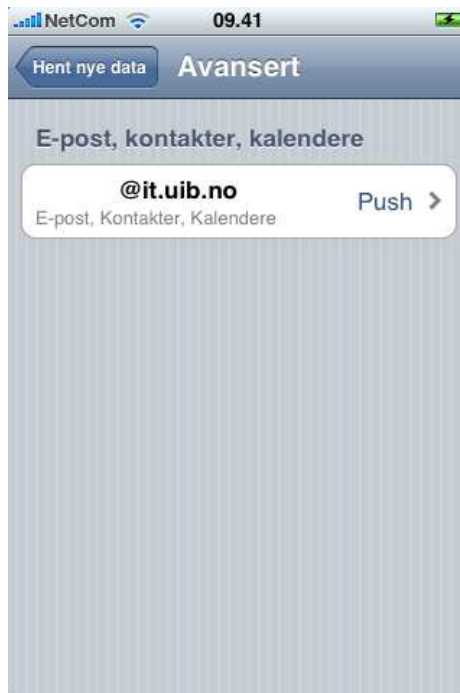 NetCom 09.41
Hent nye data Avansert
E-post, kontakter, kalendere
@it.uib.no
Push
E-post, Kontakter, Kalendere